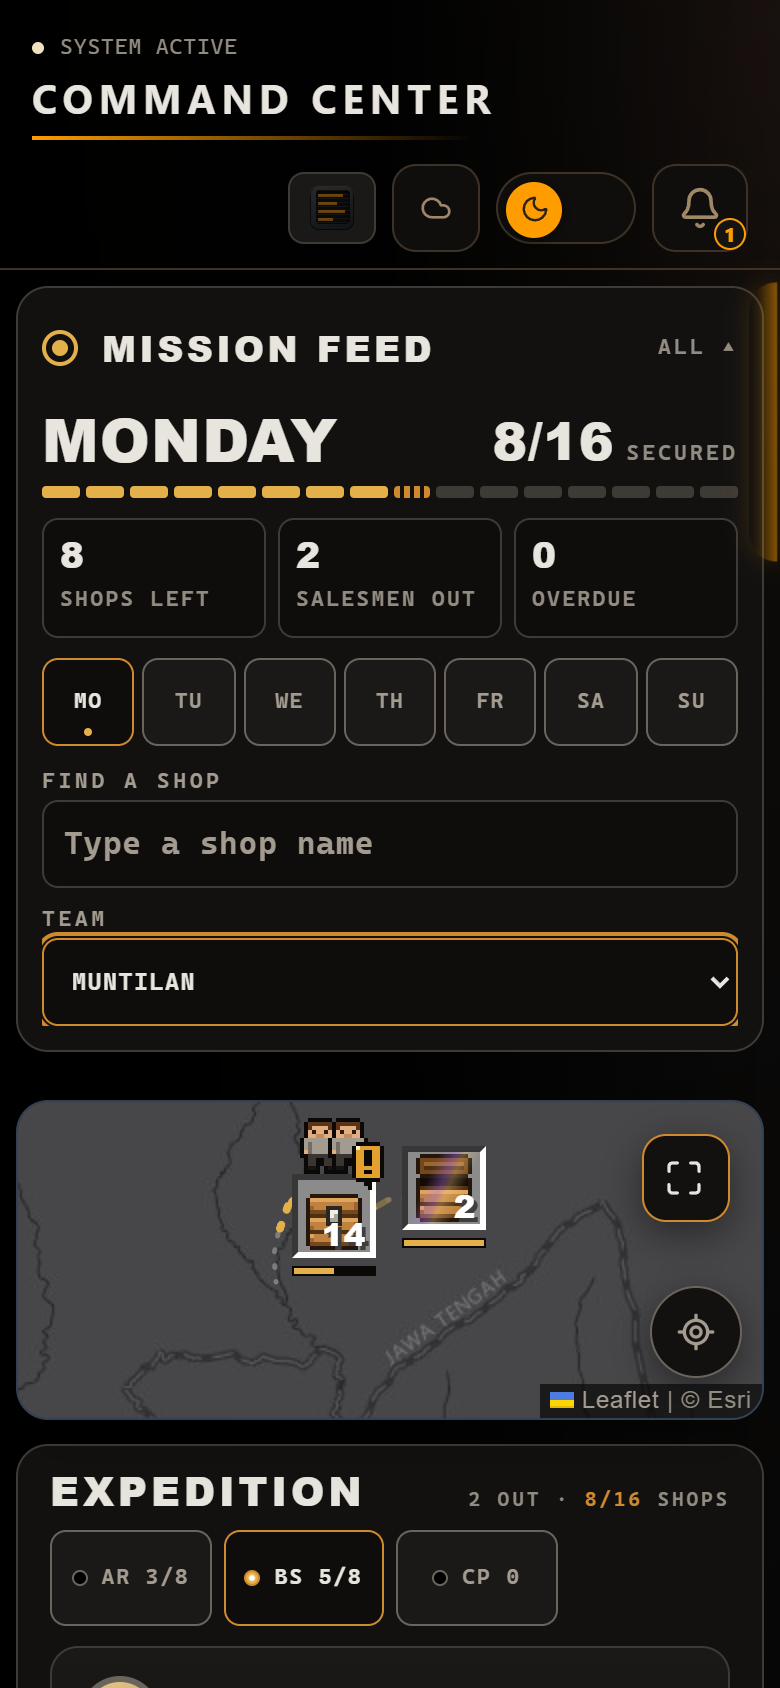 SYSTEM ACTIVE
COMMAND CENTER
1
MISSION FEED
ALL ▲
MONDAY
8/16 SECURED
8
SHOPS LEFT
2
SALESMEN OUT
0
OVERDUE
MO
TU
WE
TH
FR
SA
SU
FIND A SHOP
Type a shop name
TEAM
MUNTILAN
!
14
2
JAWA TENGAH
Leaflet | © Esri
EXPEDITION
2 OUT · 8/16 SHOPS
AR 3/8
BS 5/8
CP 0